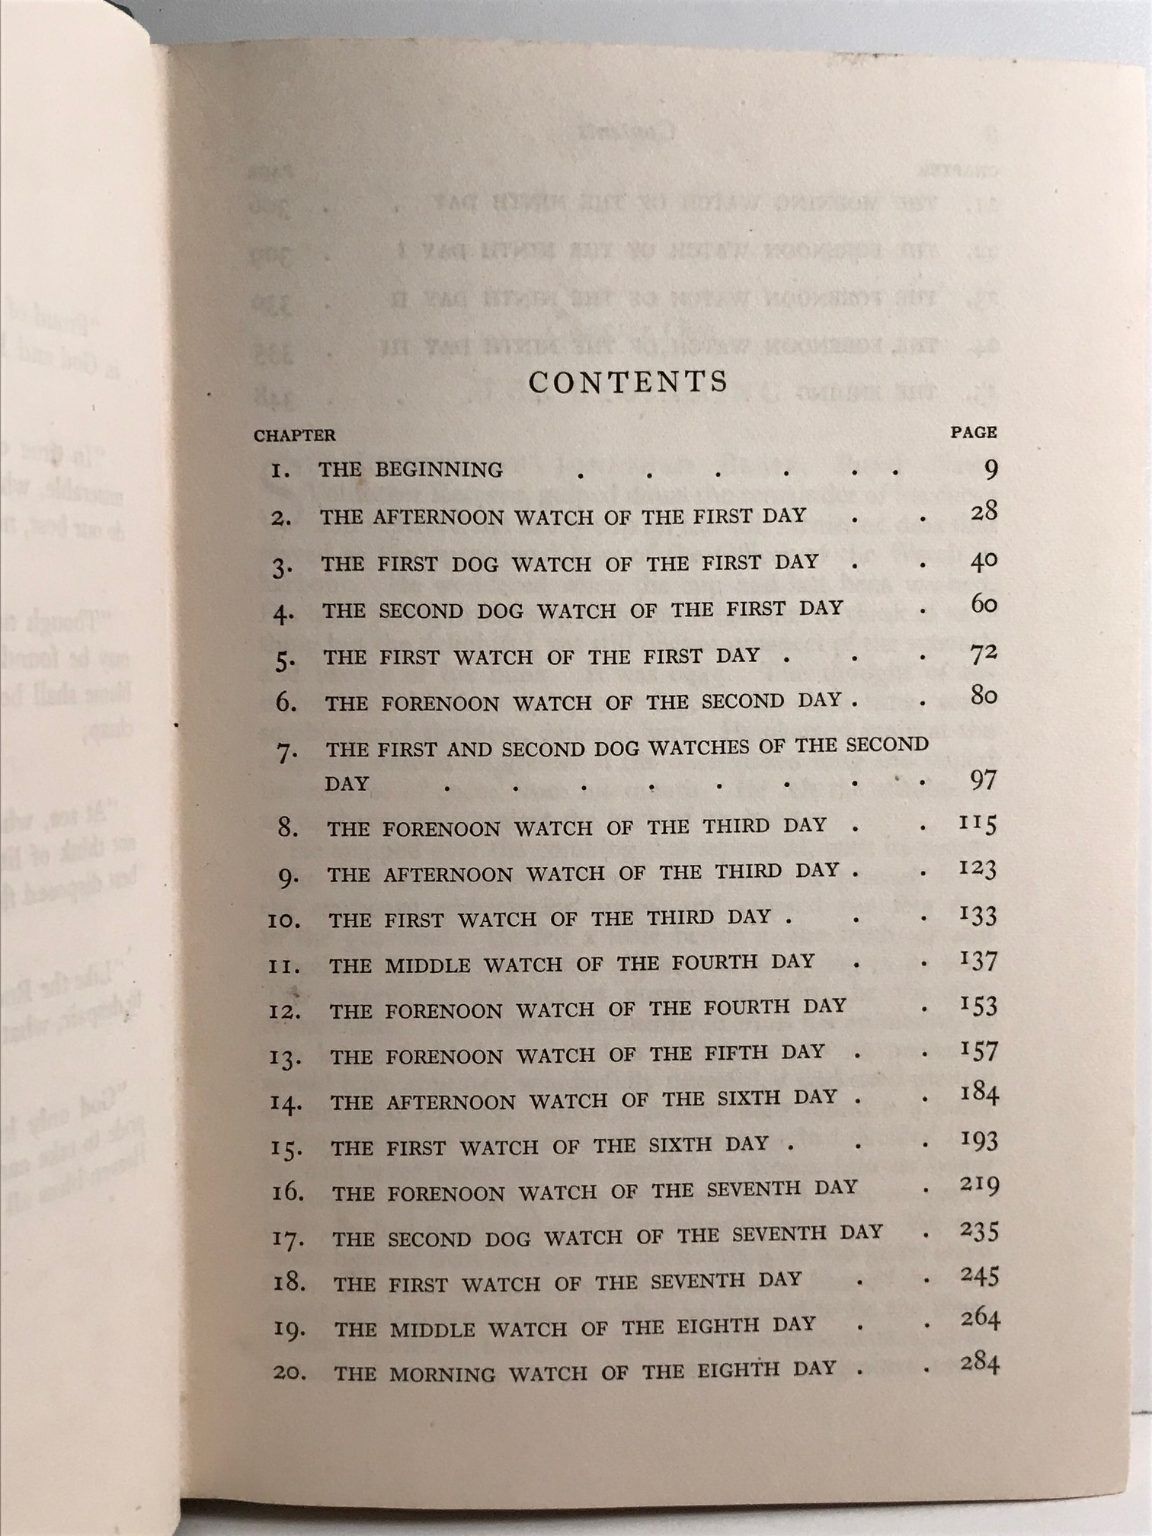 CONTENTS
CHAPTER PAGE
1. THE BEGINNING . . . . . . 9
2. THE AFTERNOON WATCH OF THE FIRST DAY . . 28
3. THE FIRST DOG WATCH OF THE FIRST DAY . . 40
4. THE SECOND DOG WATCH OF THE FIRST DAY . 60
5. THE FIRST WATCH OF THE FIRST DAY . . . 72
6. THE FORENOON WATCH OF THE SECOND DAY . . 80
7. THE FIRST AND SECOND DOG WATCHES OF THE SECOND
DAY . . . . . . . . 97
8. THE FORENOON WATCH OF THE THIRD DAY . . 115
9. THE AFTERNOON WATCH OF THE THIRD DAY . . 123
10. THE FIRST WATCH OF THE THIRD DAY . . . 133
11. THE MIDDLE WATCH OF THE FOURTH DAY . . 137
12. THE FORENOON WATCH OF THE FOURTH DAY . 153
13. THE FORENOON WATCH OF THE FIFTH DAY . . 157
14. THE AFTERNOON WATCH OF THE SIXTH DAY . . 184
15. THE FIRST WATCH OF THE SIXTH DAY . . . 193
16. THE FORENOON WATCH OF THE SEVENTH DAY . 219
17. THE SECOND DOG WATCH OF THE SEVENTH DAY . 235
18. THE FIRST WATCH OF THE SEVENTH DAY . . 245
19. THE MIDDLE WATCH OF THE EIGHTH DAY . . 264
20. THE MORNING WATCH OF THE EIGHTH DAY . . 284